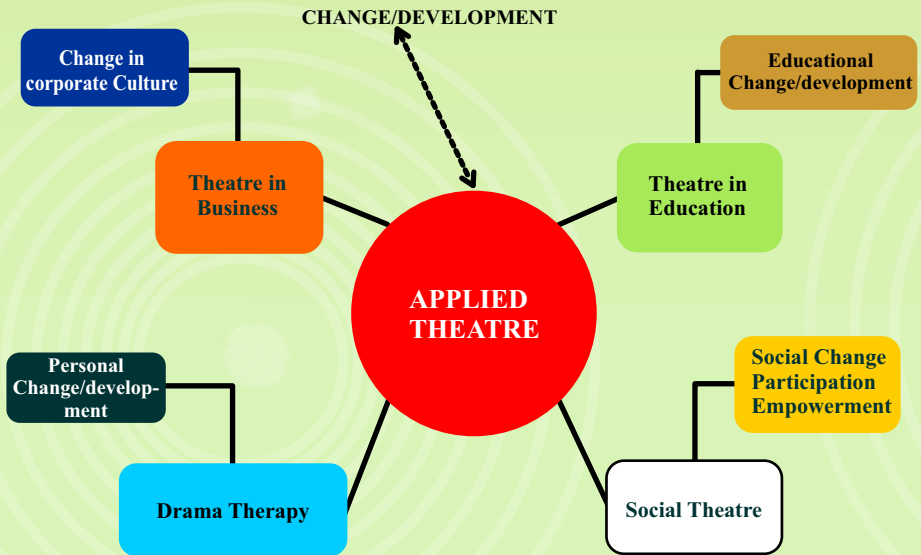 CHANGE/DEVELOPMENT
Change in
corporate Culture
Educational
Change/development
Theatre in
Business
Theatre in
Education
APPLIED
THEATRE
Personal
Change/develop-
ment
Social Change
Participation
Empowerment
Drama Therapy
Social Theatre